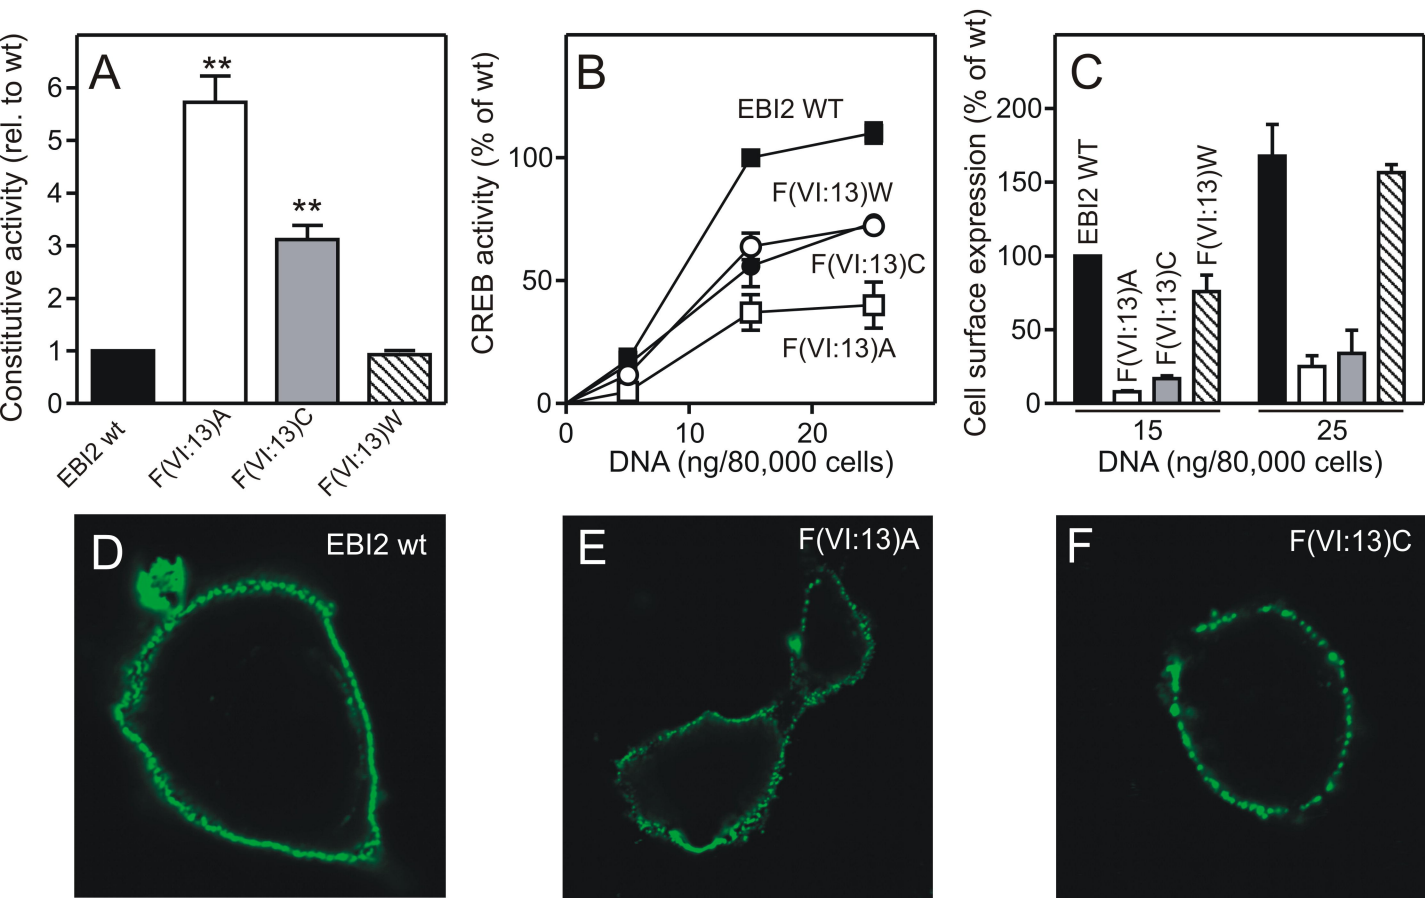 A
Constitutive activity (rel. to wt)
6
5
4
3
2
1
0
**
**
EBI2 wt
F(VI:13)A
F(VI:13)C
F(VI:13)W
B
CREB activity (% of wt)
100
50
0
EBI2 WT
F(VI:13)W
F(VI:13)C
F(VI:13)A
0 10 20
DNA (ng/80,000 cells)
C
Cell surface expression (% of wt)
200
150
100
50
0
EBI2 WT
F(VI:13)A
F(VI:13)C
F(VI:13)W
15 25
DNA (ng/80,000 cells)
D EBI2 wt
E F(VI:13)A
F F(VI:13)C